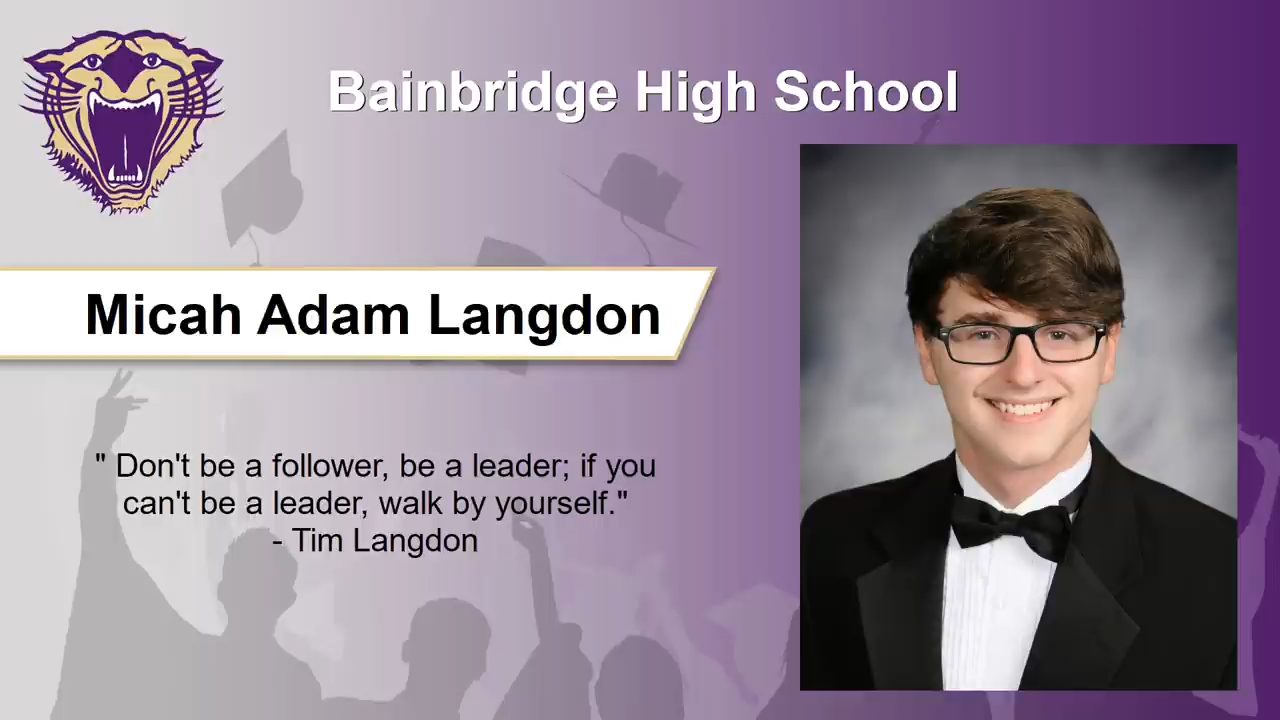 Bainbridge High School
Micah Adam Langdon
" Don't be a follower, be a leader; if you
can't be a leader, walk by yourself."
- Tim Langdon